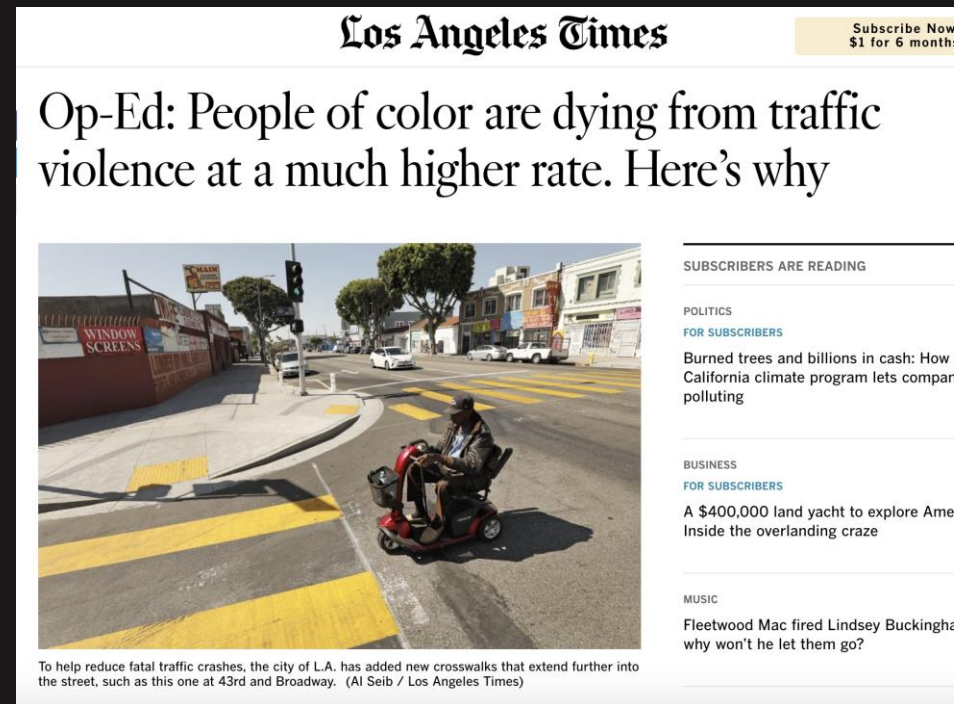 Los Angeles Times
Subscribe Now
$1 for 6 months
Op-Ed: People of color are dying from traffic
violence at a much higher rate. Here’s why
MAIN
WINDOW
SCREENS
SUBSCRIBERS ARE READING
POLITICS
FOR SUBSCRIBERS
Burned trees and billions in cash: How
California climate program lets compan
polluting
BUSINESS
FOR SUBSCRIBERS
A $400,000 land yacht to explore Ame
Inside the overlanding craze
MUSIC
Fleetwood Mac fired Lindsey Buckingha
why won’t he let them go?
To help reduce fatal traffic crashes, the city of L.A. has added new crosswalks that extend further into
the street, such as this one at 43rd and Broadway. (Al Seib / Los Angeles Times)